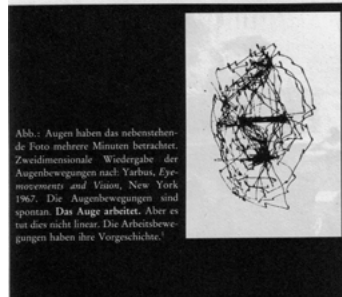 Abb.: Augen haben das nebenstehen-
de Foto mehrere Minuten betrachtet.
Zweidimensionale Wiedergabe der
Augenbewegungen nach: Yarbus, Eye-
movements and Vision, New York
1967. Die Augenbewegungen sind
spontan. Das Auge arbeitet. Aber es
tut dies nicht linear. Die Arbeitsbewe-
gungen haben ihre Vorgeschichte.¹